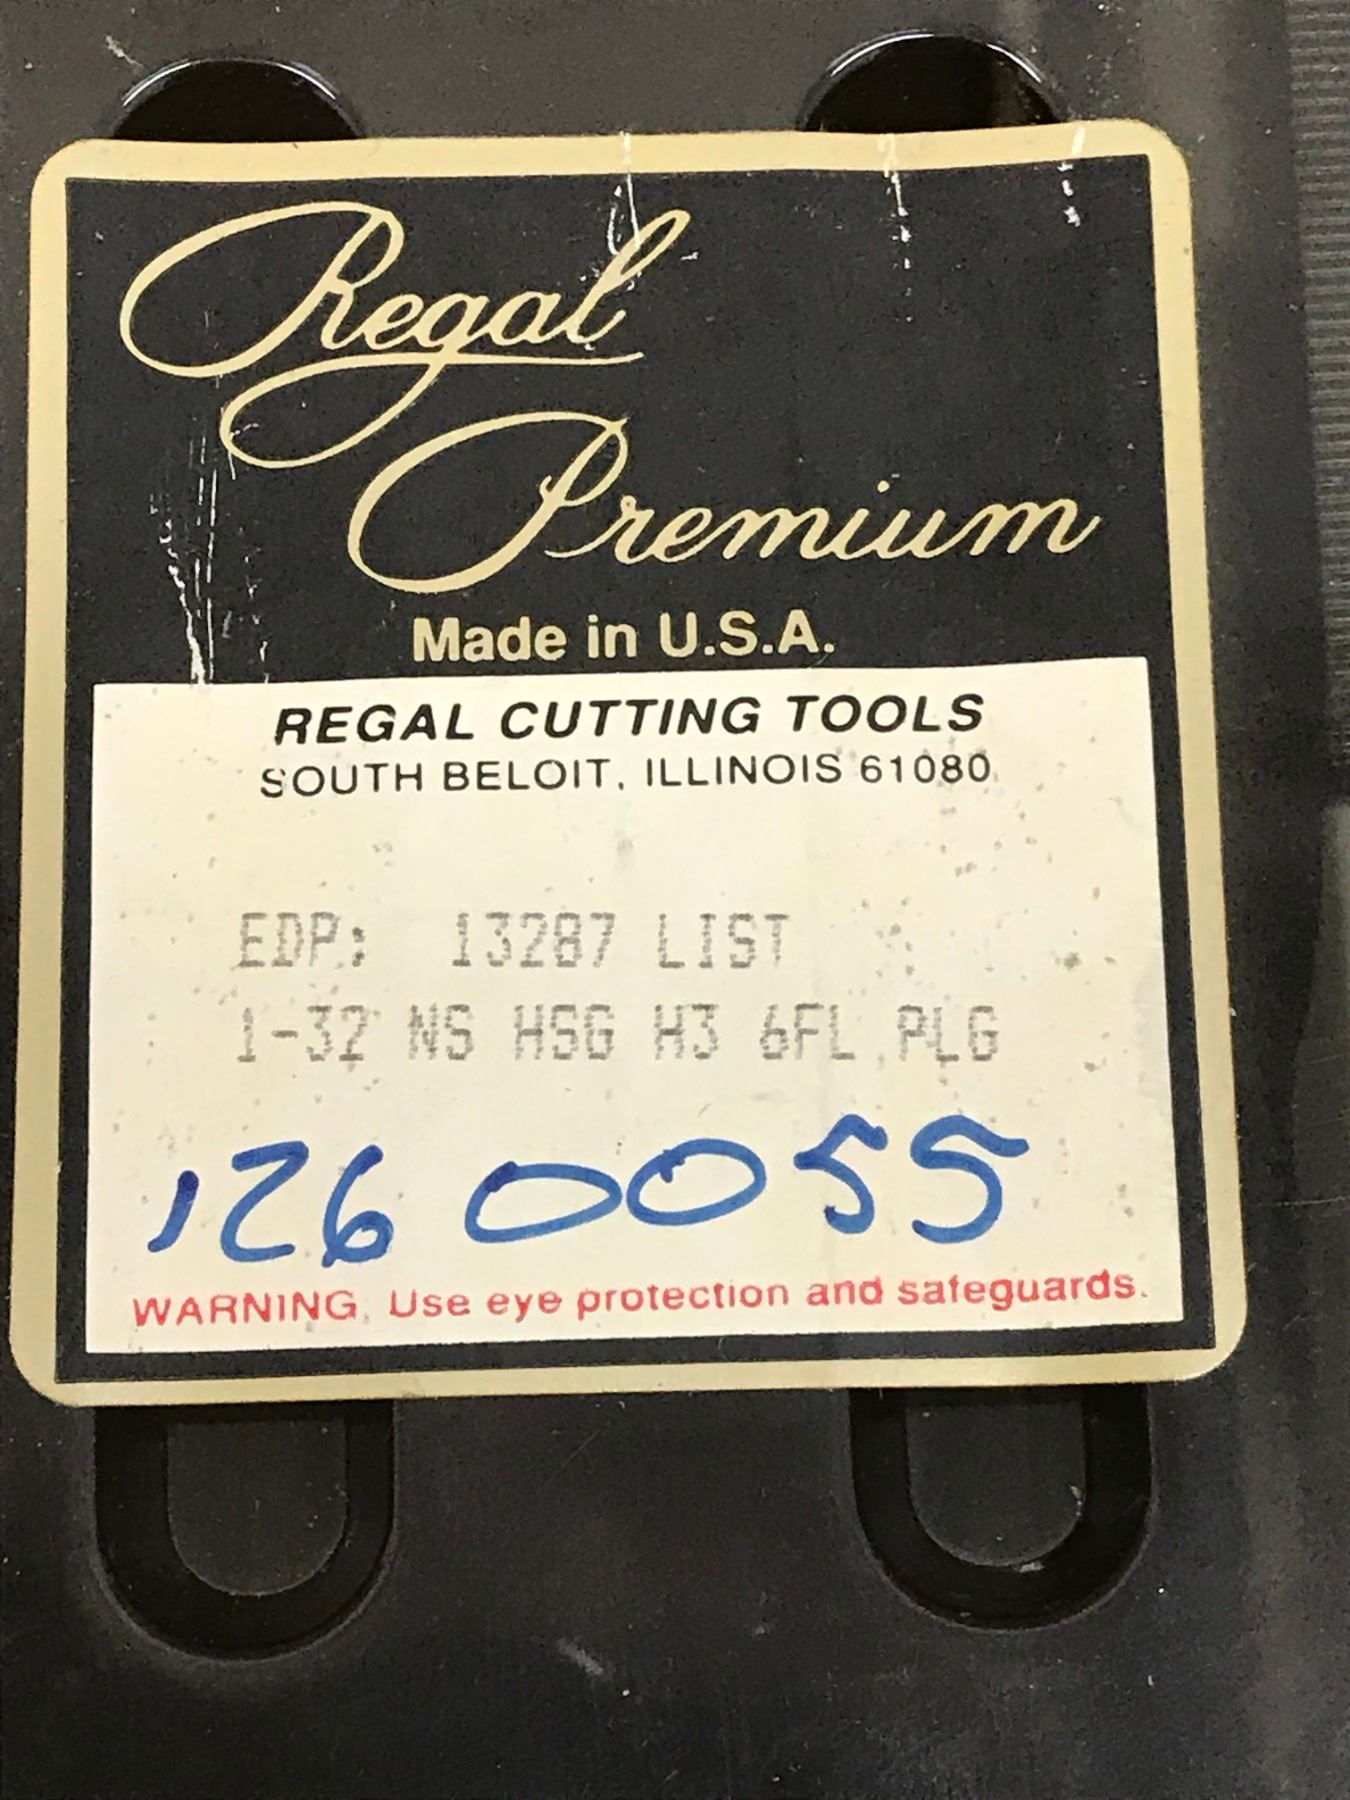 Regal
Premium
Made in U.S.A.
REGAL CUTTING TOOLS
SOUTH BELOIT, ILLINOIS 61080
EDP: 13287 LIST
1-32 NS HSG H3 6FL PLG
1260055
WARNING: Use eye protection and safeguards.